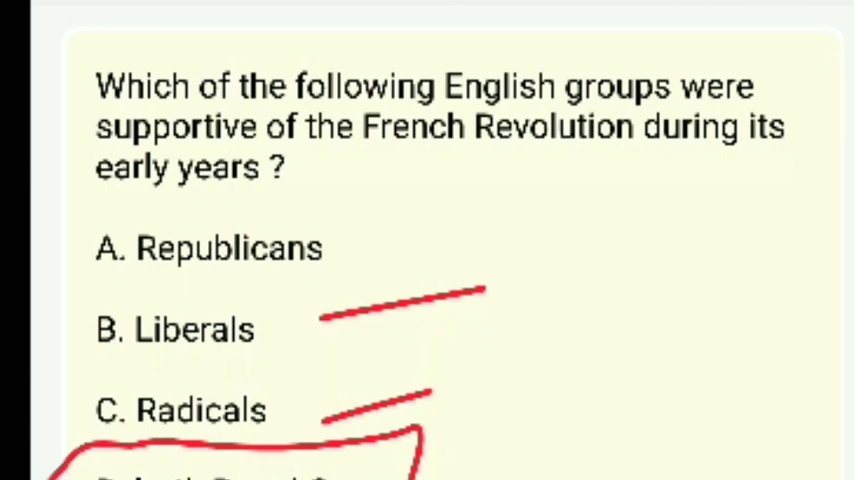 Which of the following English groups were
supportive of the French Revolution during its
early years ?
A. Republicans
B. Liberals
C. Radicals